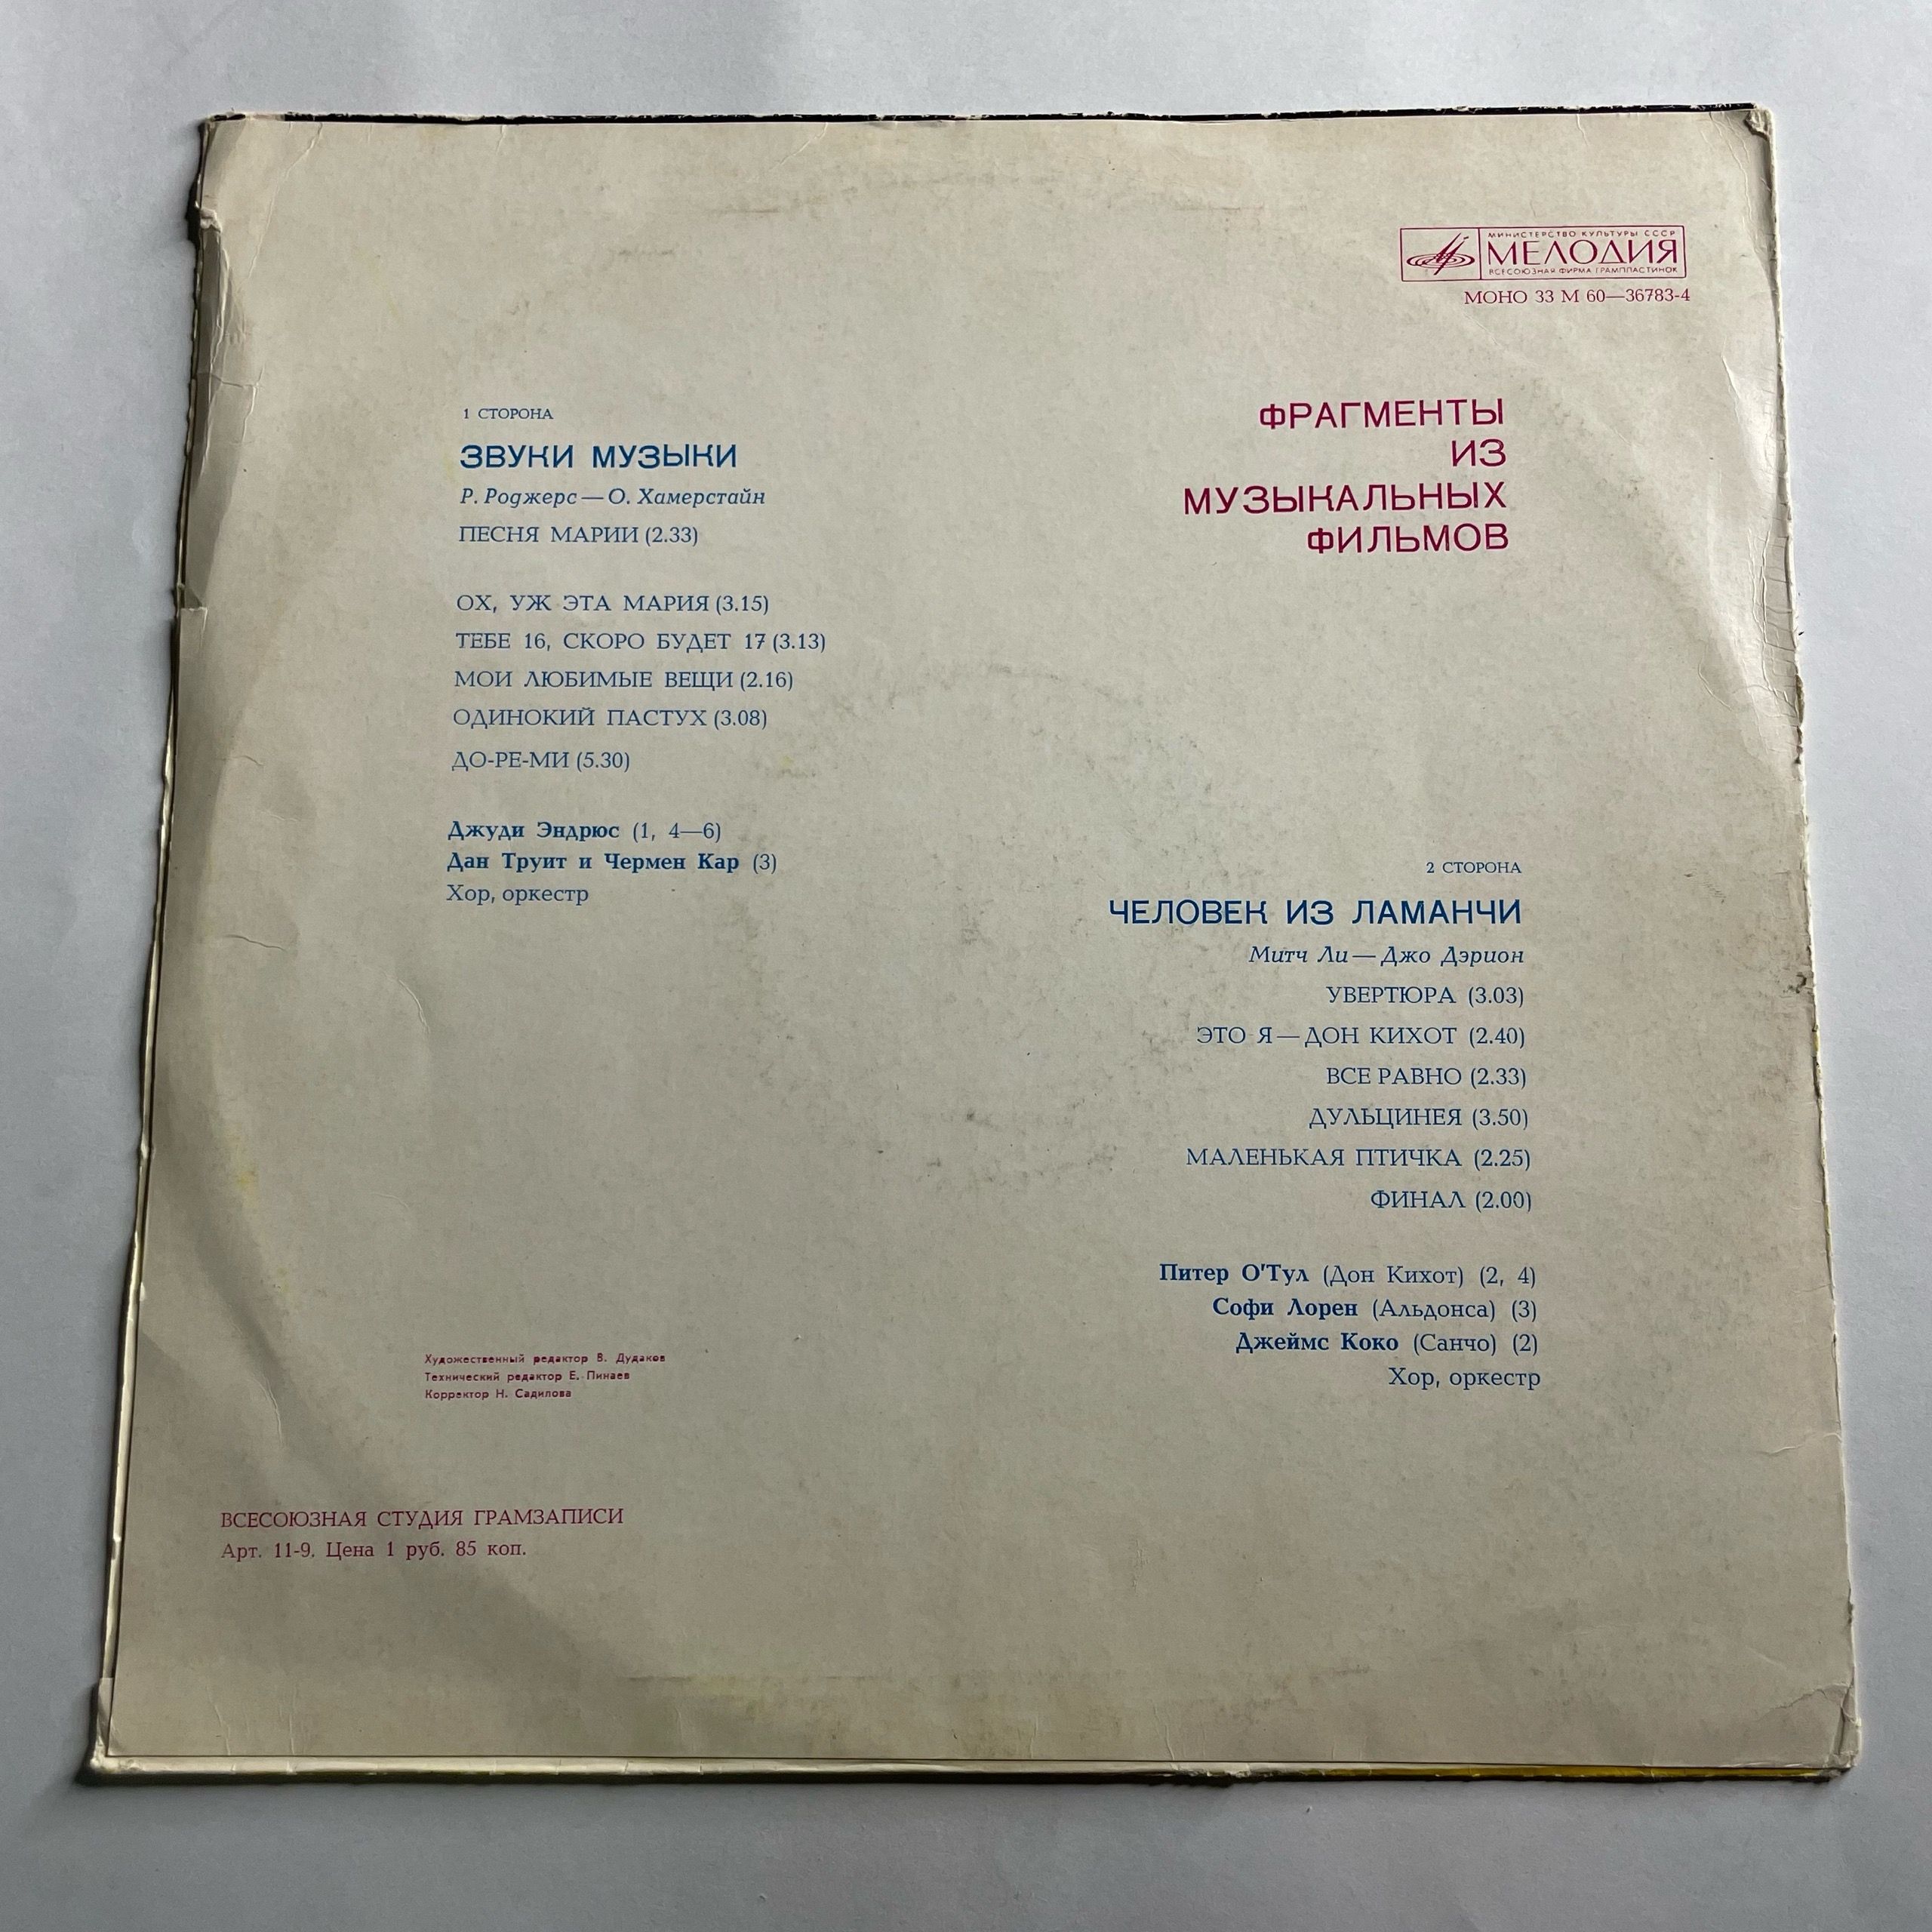 МИНИСТЕРСТВО КУЛЬТУРЫ СССР
МЕЛОДИЯ
ВСЕСОЮЗНАЯ ФИРМА ГРАМПЛАСТИНОК
МОНО 33 М 60—36783-4
ФРАГМЕНТЫ
ИЗ
МУЗЫКАЛЬНЫХ
ФИЛЬМОВ
1 СТОРОНА
ЗВУКИ МУЗЫКИ
Р. Роджерс — О. Хамерстайн
ПЕСНЯ МАРИИ (2.33)
ОХ, УЖ ЭТА МАРИЯ (3.15)
ТЕБЕ 16, СКОРО БУДЕТ 17 (3.13)
МОИ ЛЮБИМЫЕ ВЕЩИ (2.16)
ОДИНОКИЙ ПАСТУХ (3.08)
ДО-РЕ-МИ (5.30)
Джуди Эндрюс (1, 4—6)
Дан Труит и Чермен Кар (3)
Хор, оркестр
2 СТОРОНА
ЧЕЛОВЕК ИЗ ЛАМАНЧИ
Митч Ли — Джо Дэрион
УВЕРТЮРА (3.03)
ЭТО Я — ДОН КИХОТ (2.40)
ВСЕ РАВНО (2.33)
ДУЛЬЦИНЕЯ (3.50)
МАЛЕНЬКАЯ ПТИЧКА (2.25)
ФИНАЛ (2.00)
Питер О'Тул (Дон Кихот) (2, 4)
Софи Лорен (Альдонса) (3)
Джеймс Коко (Санчо) (2)
Хор, оркестр
Художественный редактор В. Дудаков
Технический редактор Е. Пинаев
Корректор Н. Садилова
ВСЕСОЮЗНАЯ СТУДИЯ ГРАМЗАПИСИ
Арт. 11-9. Цена 1 руб. 85 коп.